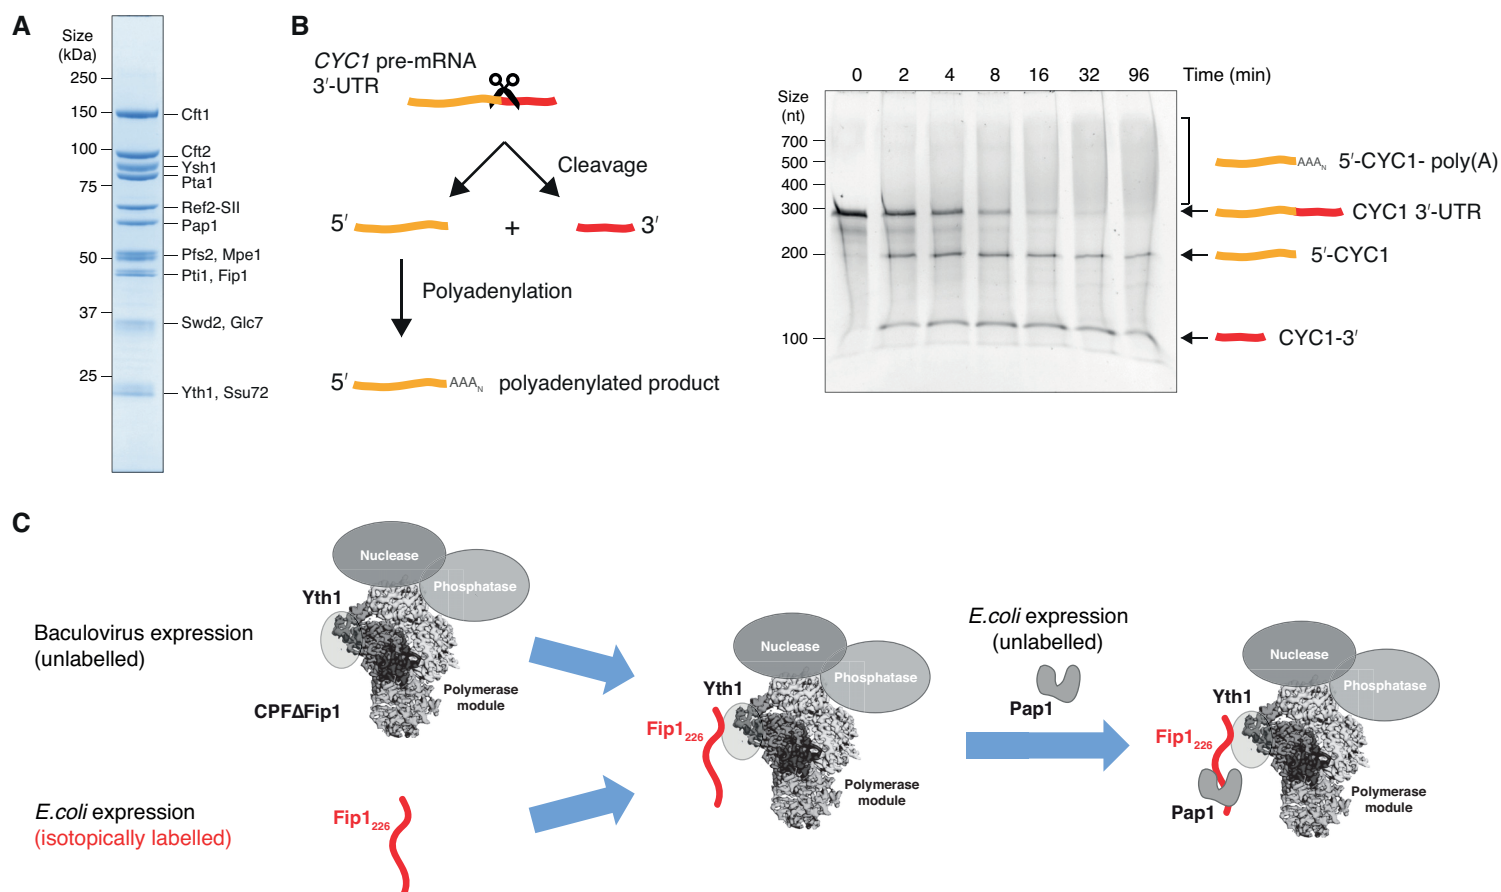 A
Size
(kDa)
250
150
100
75
50
37
25
Cft1
Cft2
Ysh1
Pta1
Ref2-SII
Pap1
Pfs2, Mpe1
Pti1, Fip1
Swd2, Glc7
Yth1, Ssu72
B
CYC1 pre-mRNA
3′-UTR
Cleavage
5′
+
3′
Polyadenylation
5′
AAAN
polyadenylated product
0 2 4 8 16 32 96 Time (min)
Size
(nt)
700
500
400
300
200
100
AAAN 5′-CYC1- poly(A)
CYC1 3′-UTR
5′-CYC1
CYC1-3′
C
Baculovirus expression
(unlabelled)
Nuclease
Phosphatase
Yth1
Polymerase
module
CPFΔFip1
E.coli expression
(isotopically labelled)
Fip1226
Nuclease
Phosphatase
Yth1
Fip1226
Polymerase
module
E.coli expression
(unlabelled)
Pap1
Nuclease
Phosphatase
Yth1
Fip1226
Pap1
Polymerase
module